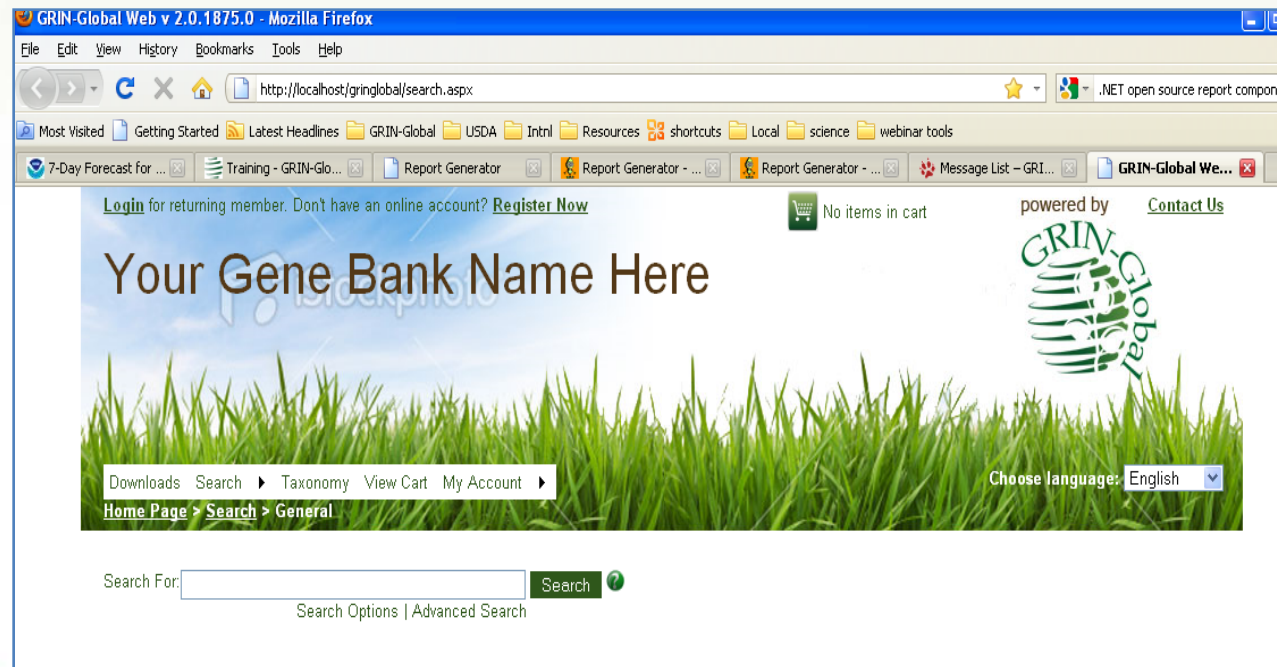 GRIN-Global Web v 2.0.1875.0 - Mozilla Firefox
File Edit View History Bookmarks Tools Help
http://localhost/gringlobal/search.aspx .NET open source report compon
Most Visited Getting Started Latest Headlines GRIN-Global USDA Intnl Resources shortcuts Local science webinar tools
7-Day Forecast for ... Training - GRIN-Glo... Report Generator Report Generator - ... Report Generator - ... Message List – GRI... GRIN-Global We...
Login for returning member. Don't have an online account? Register Now No items in cart powered by Contact Us
GRIN-Global
Your Gene Bank Name Here
iStockphoto
Downloads Search Taxonomy View Cart My Account Choose language: English
Home Page > Search > General
Search For: Search ?
Search Options | Advanced Search